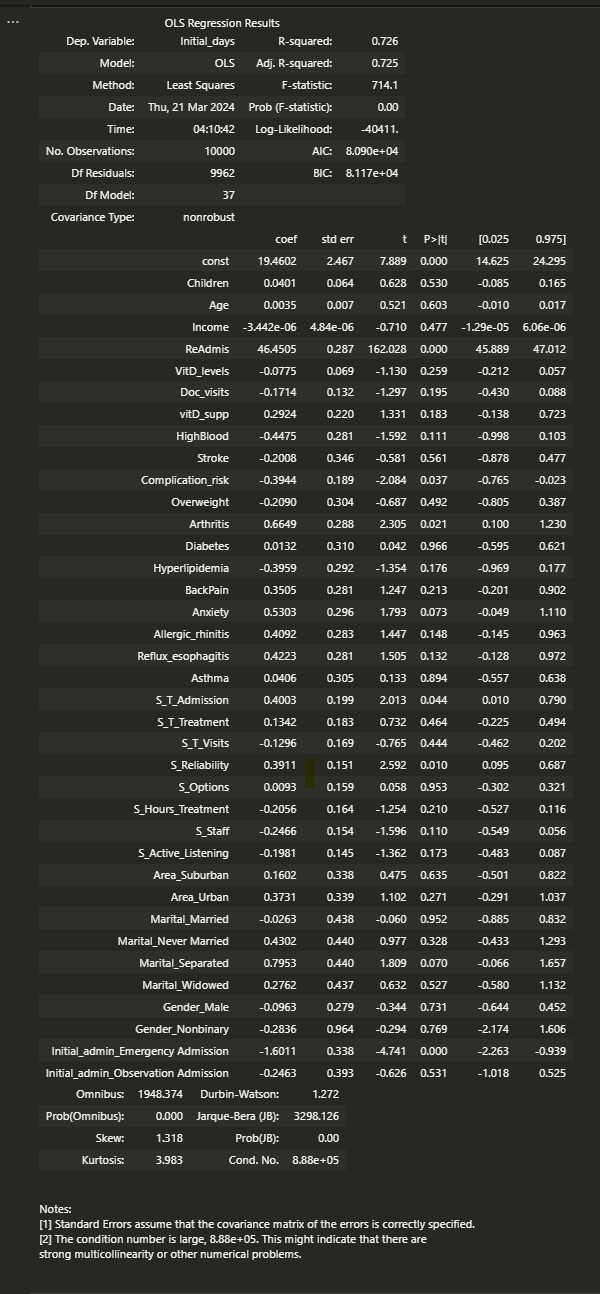 ...
OLS Regression Results
Dep. Variable: Initial_days R-squared: 0.726
Model: OLS Adj. R-squared: 0.725
Method: Least Squares F-statistic: 714.1
Date: Thu, 21 Mar 2024 Prob (F-statistic): 0.00
Time: 04:10:42 Log-Likelihood: -40411.
No. Observations: 10000 AIC: 8.090e+04
Df Residuals: 9962 BIC: 8.117e+04
Df Model: 37
Covariance Type: nonrobust
coef std err t P>|t| [0.025 0.975]
const 19.4602 2.467 7.889 0.000 14.625 24.295
Children 0.0401 0.064 0.628 0.530 -0.085 0.165
Age 0.0035 0.007 0.521 0.603 -0.010 0.017
Income -3.442e-06 4.84e-06 -0.710 0.477 -1.29e-05 6.06e-06
ReAdmis 46.4505 0.287 162.028 0.000 45.889 47.012
VitD_levels -0.0775 0.069 -1.130 0.259 -0.212 0.057
Doc_visits -0.1714 0.132 -1.297 0.195 -0.430 0.088
vitD_supp 0.2924 0.220 1.331 0.183 -0.138 0.723
HighBlood -0.4475 0.281 -1.592 0.111 -0.998 0.103
Stroke -0.2008 0.346 -0.581 0.561 -0.878 0.477
Complication_risk -0.3944 0.189 -2.084 0.037 -0.765 -0.023
Overweight -0.2090 0.304 -0.687 0.492 -0.805 0.387
Arthritis 0.6649 0.288 2.305 0.021 0.100 1.230
Diabetes 0.0132 0.310 0.042 0.966 -0.595 0.621
Hyperlipidemia -0.3959 0.292 -1.354 0.176 -0.969 0.177
BackPain 0.3505 0.281 1.247 0.213 -0.201 0.902
Anxiety 0.5303 0.296 1.793 0.073 -0.049 1.110
Allergic_rhinitis 0.4092 0.283 1.447 0.148 -0.145 0.963
Reflux_esophagitis 0.4223 0.281 1.505 0.132 -0.128 0.972
Asthma 0.0406 0.305 0.133 0.894 -0.557 0.638
S_T_Admission 0.4003 0.199 2.013 0.044 0.010 0.790
S_T_Treatment 0.1342 0.183 0.732 0.464 -0.225 0.494
S_T_Visits -0.1296 0.169 -0.765 0.444 -0.462 0.202
S_Reliability 0.3911 0.151 2.592 0.010 0.095 0.687
S_Options 0.0093 0.159 0.058 0.953 -0.302 0.321
S_Hours_Treatment -0.2056 0.164 -1.254 0.210 -0.527 0.116
S_Staff -0.2466 0.154 -1.596 0.110 -0.549 0.056
S_Active_Listening -0.1981 0.145 -1.362 0.173 -0.483 0.087
Area_Suburban 0.1602 0.338 0.475 0.635 -0.501 0.822
Area_Urban 0.3731 0.339 1.102 0.271 -0.291 1.037
Marital_Married -0.0263 0.438 -0.060 0.952 -0.885 0.832
Marital_Never Married 0.4302 0.440 0.977 0.328 -0.433 1.293
Marital_Separated 0.7953 0.440 1.809 0.070 -0.066 1.657
Marital_Widowed 0.2762 0.437 0.632 0.527 -0.580 1.132
Gender_Male -0.0963 0.279 -0.344 0.731 -0.644 0.452
Gender_Nonbinary -0.2836 0.964 -0.294 0.769 -2.174 1.606
Initial_admin_Emergency Admission -1.6011 0.338 -4.741 0.000 -2.263 -0.939
Initial_admin_Observation Admission -0.2463 0.393 -0.626 0.531 -1.018 0.525
Omnibus: 1948.374 Durbin-Watson: 1.272
Prob(Omnibus): 0.000 Jarque-Bera (JB): 3298.126
Skew: 1.318 Prob(JB): 0.00
Kurtosis: 3.983 Cond. No. 8.88e+05
Notes:
[1] Standard Errors assume that the covariance matrix of the errors is correctly specified.
[2] The condition number is large, 8.88e+05. This might indicate that there are
strong multicollinearity or other numerical problems.